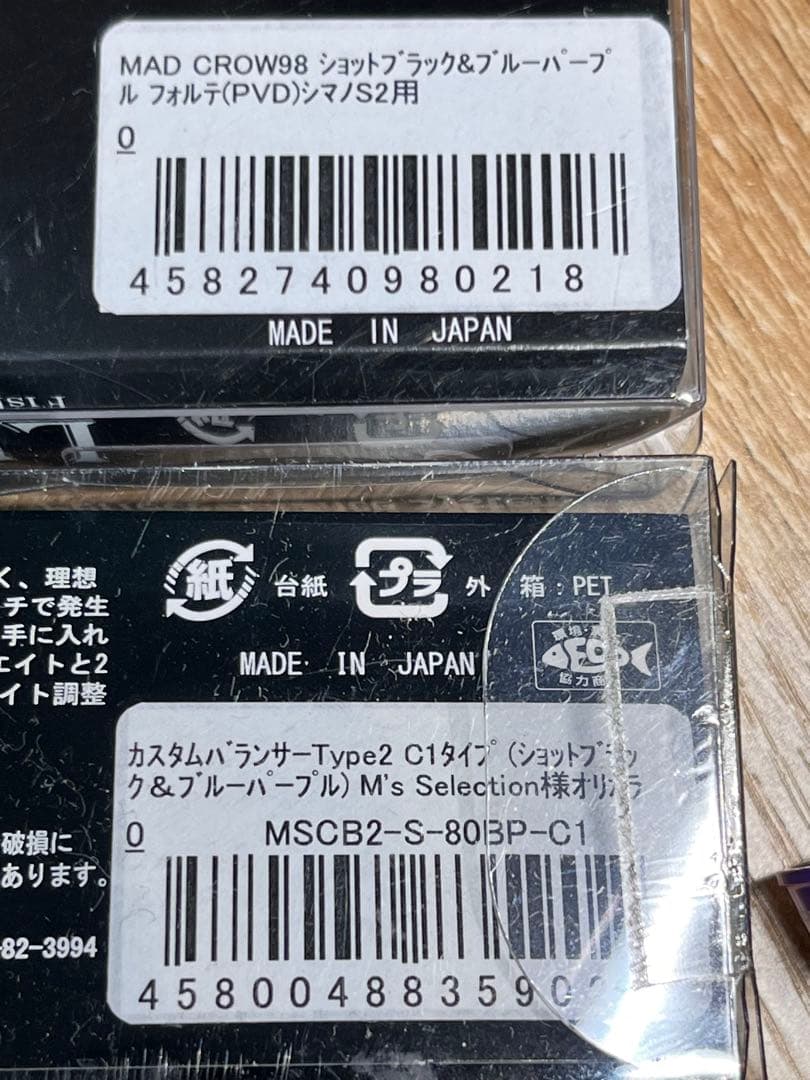 MAD CROW98 ｼｮｯﾄﾌﾞﾗｯｸ&ﾌﾞﾙｰﾊﾟｰﾌﾟ
ﾙ ﾌｫﾙﾃ(PVD)ｼﾏﾉS2用
0
4582740980218
MADE IN JAPAN
く、理想
ーチで発生
手に入れ
エイトと2
イト調整
紙 台紙 プラ 外 箱：PET
MADE IN JAPAN
環境・
協力商
ｶｽﾀﾑﾊﾞﾗﾝｻｰType2 C1ﾀｲﾌﾟ (ｼｮｯﾄﾌﾞﾗｯ
ｸ＆ﾌﾞﾙｰﾊﾟｰﾌﾟﾙ) M's Selection様ｵﾘｶﾗ
0 MSCB2-S-80BP-C1
破損に
あります。
-82-3994
45800488359